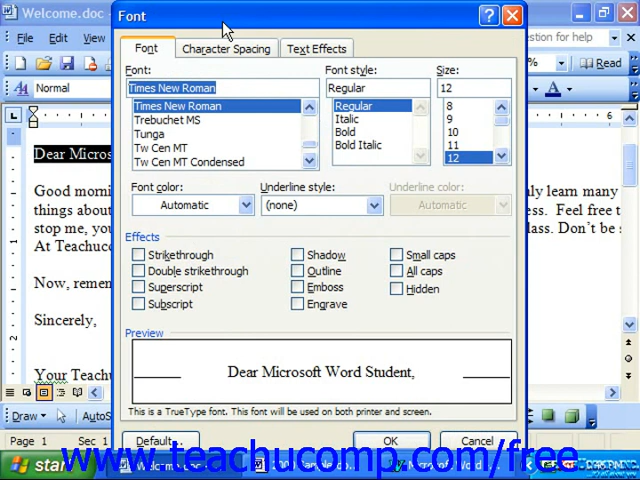 Welcome.doc -
Font
File
Edit
stion for help
Read
Normal
Font
Character Spacing
Text Effects
Font:
Font style:
Size:
Times New Roman
Regular
12
Times New Roman
Trebuchet MS
Tunga
Tw Cen MT
Tw Cen MT Condensed
Regular
Italic
Bold
Bold Italic
8
9
10
11
12
Font color:
Underline style:
Underline color:
Automatic
(none)
Automatic
Effects
Strikethrough
Double strikethrough
Superscript
Subscript
Shadow
Outline
Emboss
Engrave
Small caps
All caps
Hidden
Preview
Dear Microsoft Word Student,
This is a TrueType font. This font will be used on both printer and screen.
Default...
OK
Cancel
Dear Micros
Good morni
ly learn many
things about
ess. Feel free t
stop me, you
lass. Don't be s
At Teachuco
Now, remem
Sincerely,
Your Teachu
Draw
AutoS
Page 1
Sec 1
start
www.teachucomp.com/free